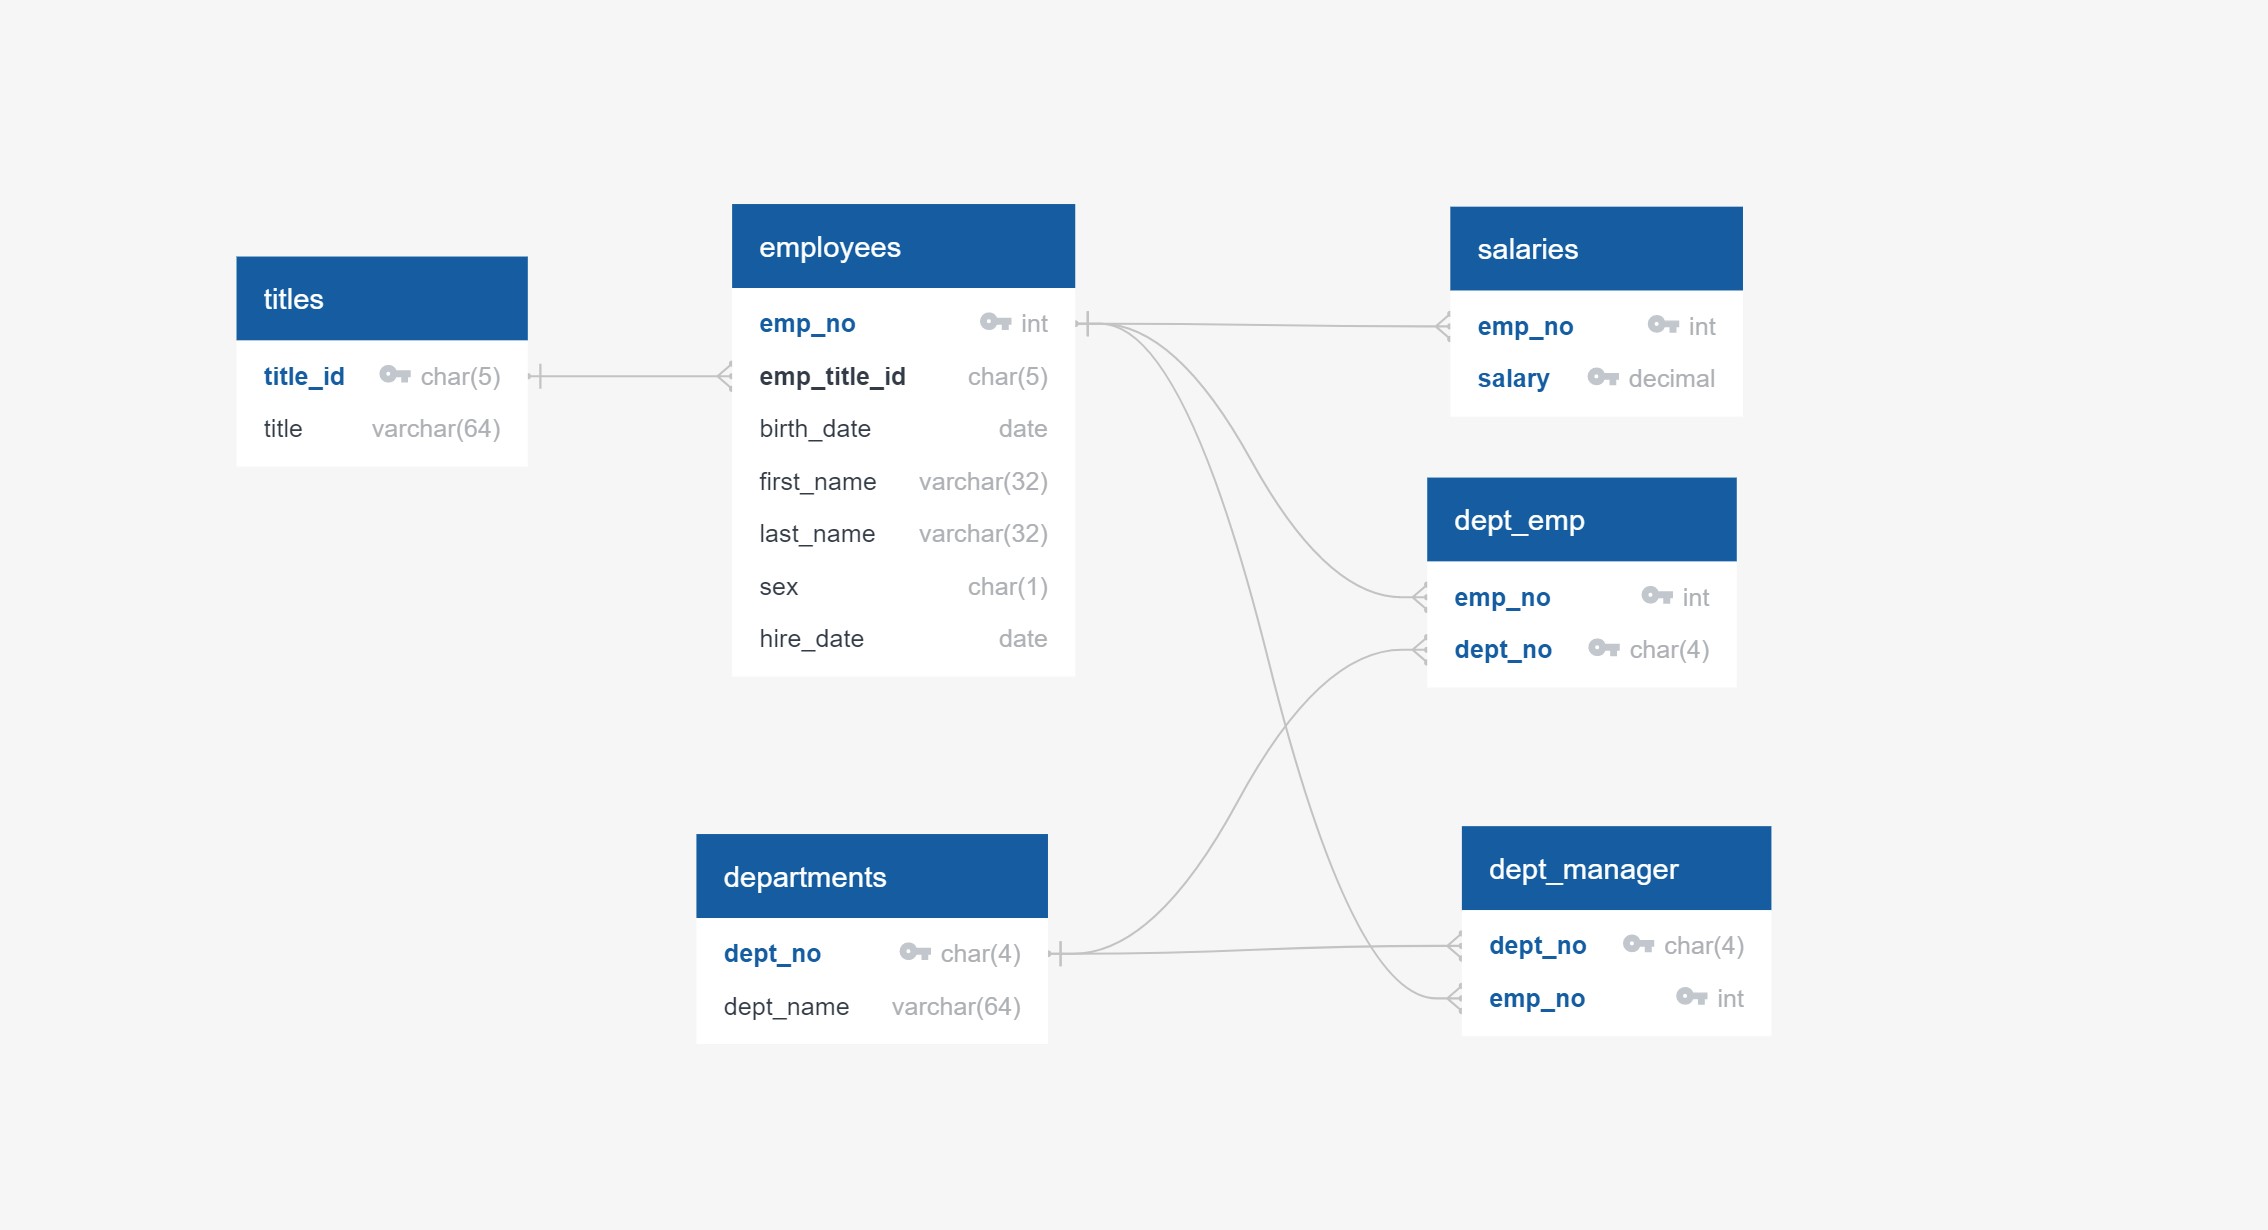 titles
title_id char(5)
title varchar(64)
employees
emp_no int
emp_title_id char(5)
birth_date date
first_name varchar(32)
last_name varchar(32)
sex char(1)
hire_date date
salaries
emp_no int
salary decimal
dept_emp
emp_no int
dept_no char(4)
departments
dept_no char(4)
dept_name varchar(64)
dept_manager
dept_no char(4)
emp_no int